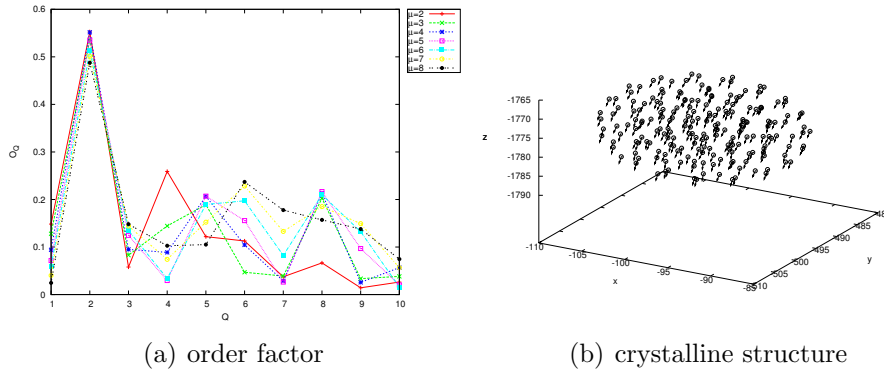 0.6
0.5
0.4
0.3
0.2
0.1
0
1 2 3 4 5 6 7 8 9 10
O_Q
Q
μ=2
μ=3
μ=4
μ=5
μ=6
μ=7
μ=8
-1765
-1770
-1775
-1780
-1785
-1790
z
-110
-105
-100
-95
-90
-85
x
-510
-505
-500
-495
-490
y
(a) order factor
(b) crystalline structure